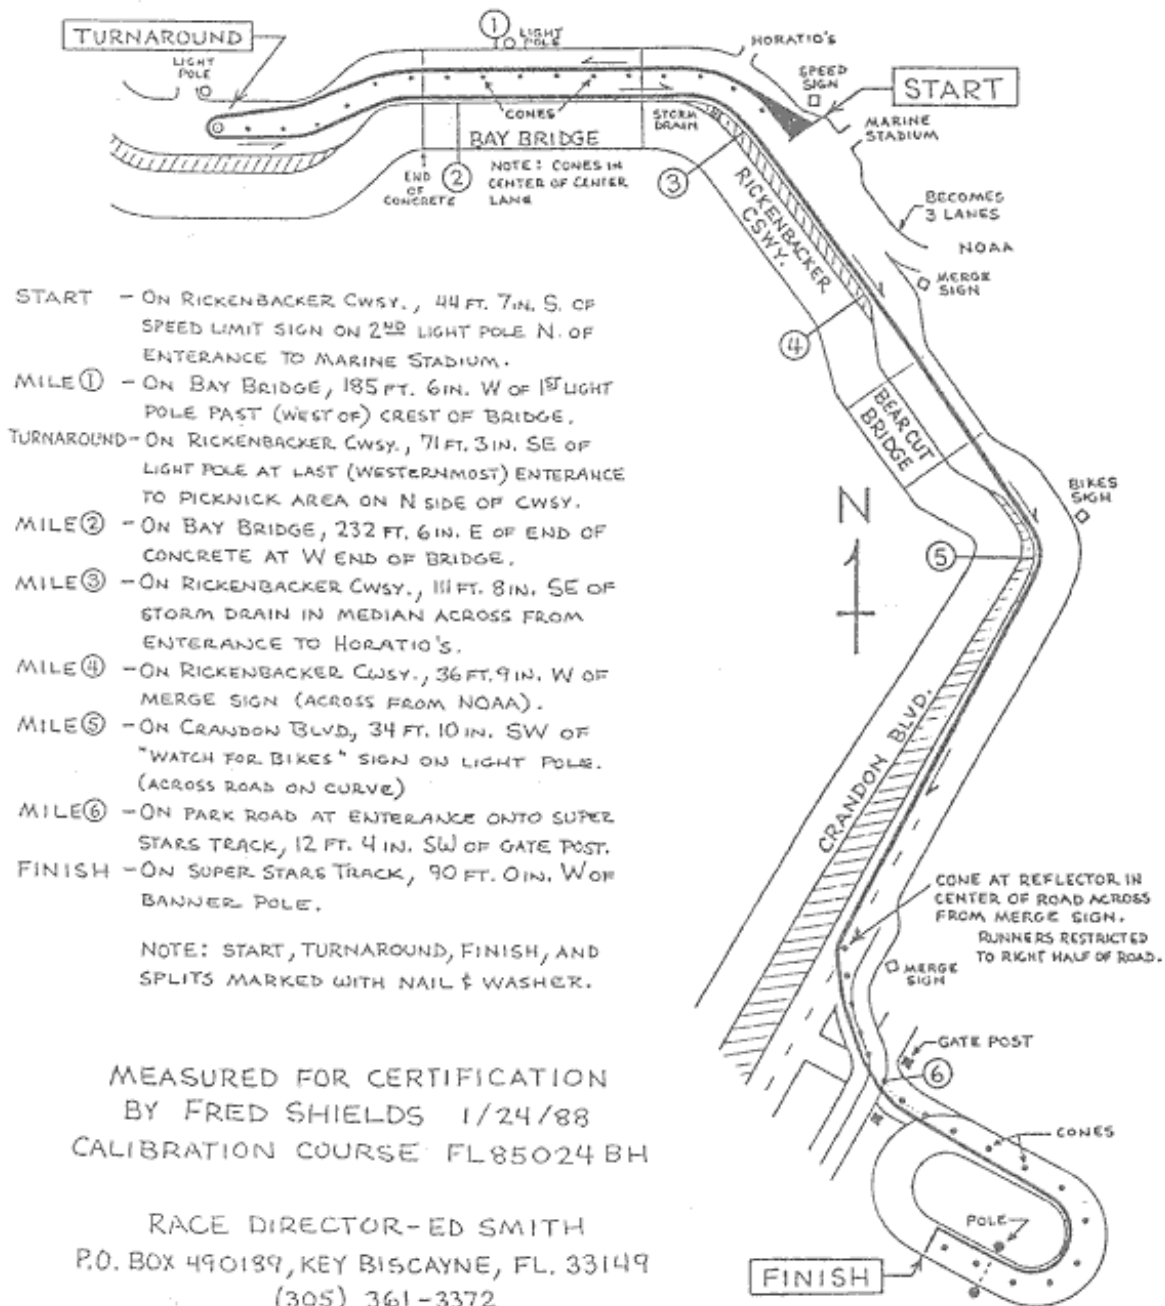 TURNAROUND
LIGHT
POLE
1
LIGHT
POLE
HORATIO'S
SPEED
SIGN
START
MARINE
STADIUM
CONES
BAY BRIDGE
STORM
DRAIN
END
OF
CONCRETE
2
NOTE: CONES IN
CENTER OF CENTER
LANE
3
RICKENBACKER
CSWY.
BECOMES
3 LANES
NOAA
MERGE
SIGN
4
BEAR CUT
BRIDGE
BIKES
SIGN
N
5
START - ON RICKENBACKER CWSY., 44 FT. 7 IN. S. OF
SPEED LIMIT SIGN ON 2ND LIGHT POLE N. OF
ENTERANCE TO MARINE STADIUM.
MILE 1 - ON BAY BRIDGE, 185 FT. 6 IN. W OF 1ST LIGHT
POLE PAST (WEST OF) CREST OF BRIDGE.
TURNAROUND - ON RICKENBACKER CWSY., 71 FT. 3 IN. SE OF
LIGHT POLE AT LAST (WESTERNMOST) ENTERANCE
TO PICKNICK AREA ON N SIDE OF CWSY.
MILE 2 - ON BAY BRIDGE, 232 FT. 6 IN. E OF END OF
CONCRETE AT W END OF BRIDGE.
MILE 3 - ON RICKENBACKER CWSY., 111 FT. 8 IN. SE OF
STORM DRAIN IN MEDIAN ACROSS FROM
ENTERANCE TO HORATIO'S.
MILE 4 - ON RICKENBACKER CWSY., 36 FT. 9 IN. W OF
MERGE SIGN (ACROSS FROM NOAA).
MILE 5 - ON CRANDON BLVD, 34 FT. 10 IN. SW OF
"WATCH FOR BIKES" SIGN ON LIGHT POLE.
(ACROSS ROAD ON CURVE)
MILE 6 - ON PARK ROAD AT ENTERANCE ONTO SUPER
STARS TRACK, 12 FT. 4 IN. SW OF GATE POST.
FINISH - ON SUPER STARS TRACK, 90 FT. 0 IN. W OF
BANNER POLE.
NOTE: START, TURNAROUND, FINISH, AND
SPLITS MARKED WITH NAIL & WASHER.
CRANDON BLVD.
CONE AT REFLECTOR IN
CENTER OF ROAD ACROSS
FROM MERGE SIGN.
RUNNERS RESTRICTED
TO RIGHT HALF OF ROAD.
MERGE
SIGN
GATE POST
6
CONES
POLE
FINISH
MEASURED FOR CERTIFICATION
BY FRED SHIELDS 1/24/88
CALIBRATION COURSE FL85024BH
RACE DIRECTOR - ED SMITH
P.O. BOX 490189, KEY BISCAYNE, FL. 33149
(305) 361-3372